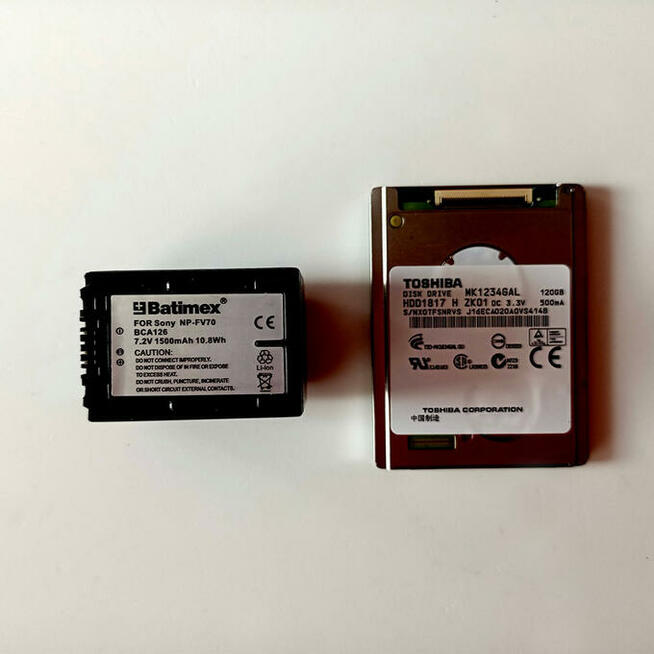 Batimex®
FOR Sony NP-FV70
BCA126
7.2V 1500mAh 10.8Wh
CE
CAUTION:
DO NOT CONNECT IMPROPERLY.
DO NOT DISPOSE OF IN FIRE OR EXPOSE
TO EXCESS HEAT.
DO NOT CRUSH, PUNCTURE, INCINERATE
OR SHORT CIRCUIT EXTERNAL CONTACTS.
Li-ion
TOSHIBA
DISK DRIVE MK1234GAL 120GB
HDD1817 H ZK01 DC 3.3V 500mA
S/N
TOSHIBA CORPORATION
中国制造